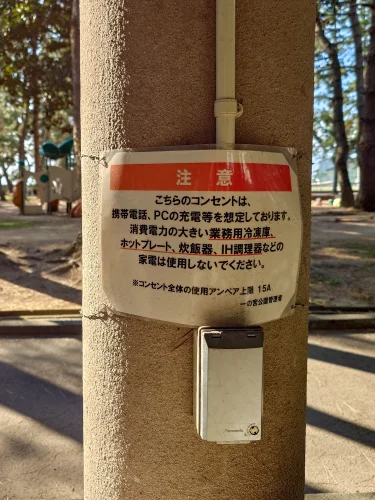 注意
こちらのコンセントは、
携帯電話、PCの充電等を想定しております。
消費電力の大きい業務用冷凍庫、
ホットプレート、炊飯器、IH調理器などの
家電は使用しないでください。
※コンセント全体の使用アンペア上限 15A
一の宮公園管理者
Panasonic